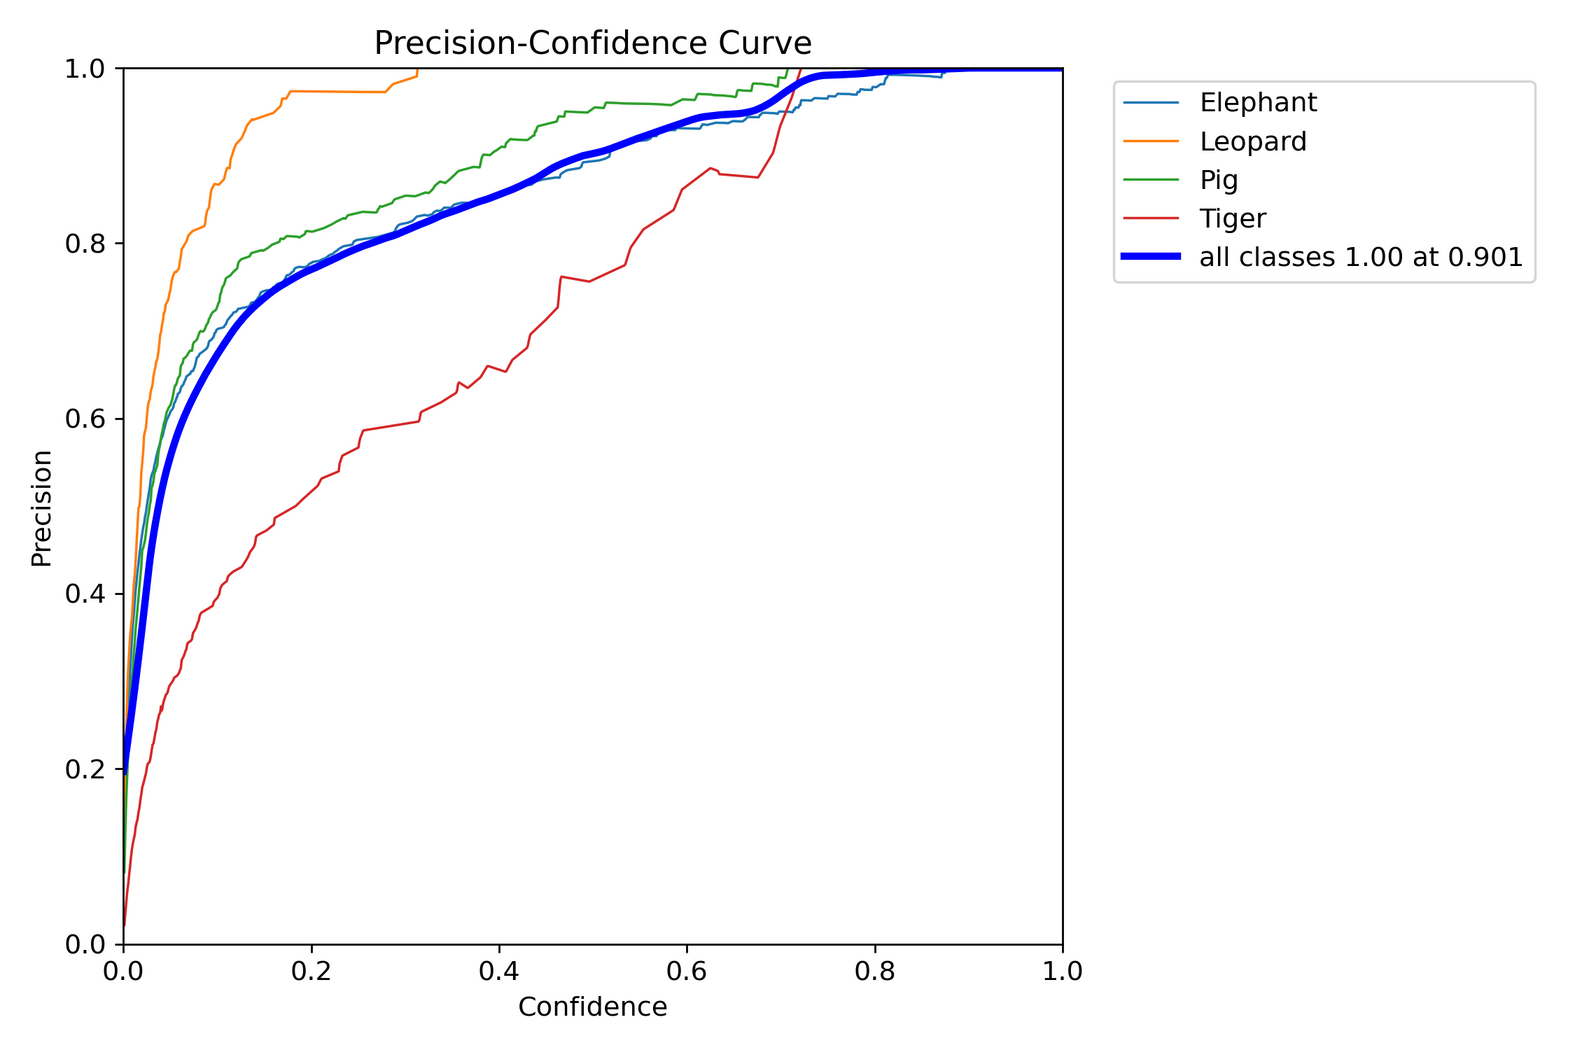 Precision-Confidence Curve
1.0
0.8
0.6
0.4
0.2
0.0
Precision
0.0 0.2 0.4 0.6 0.8 1.0
Confidence
Elephant
Leopard
Pig
Tiger
all classes 1.00 at 0.901